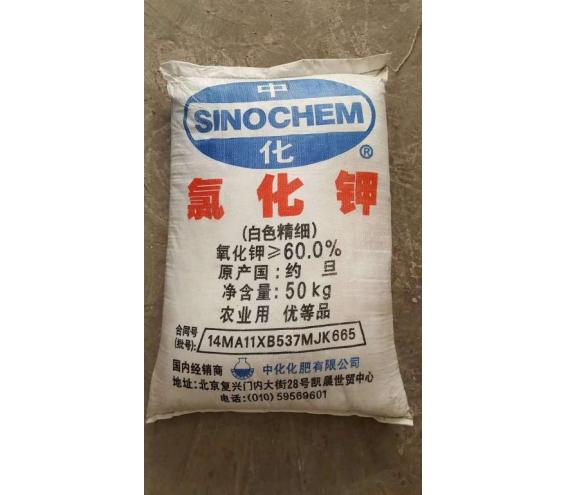 中
SINOCHEM
化
®
氯化钾
(白色精细)
氧化钾≥60.0%
原产国:约 旦
净含量:50kg
农业用 优等品
合同号
(批号):
14MA11XB537MJK665
国内经销商 中化化肥有限公司
地址:北京复兴门内大街28号凯晨世贸中心
电话:(010) 59569601